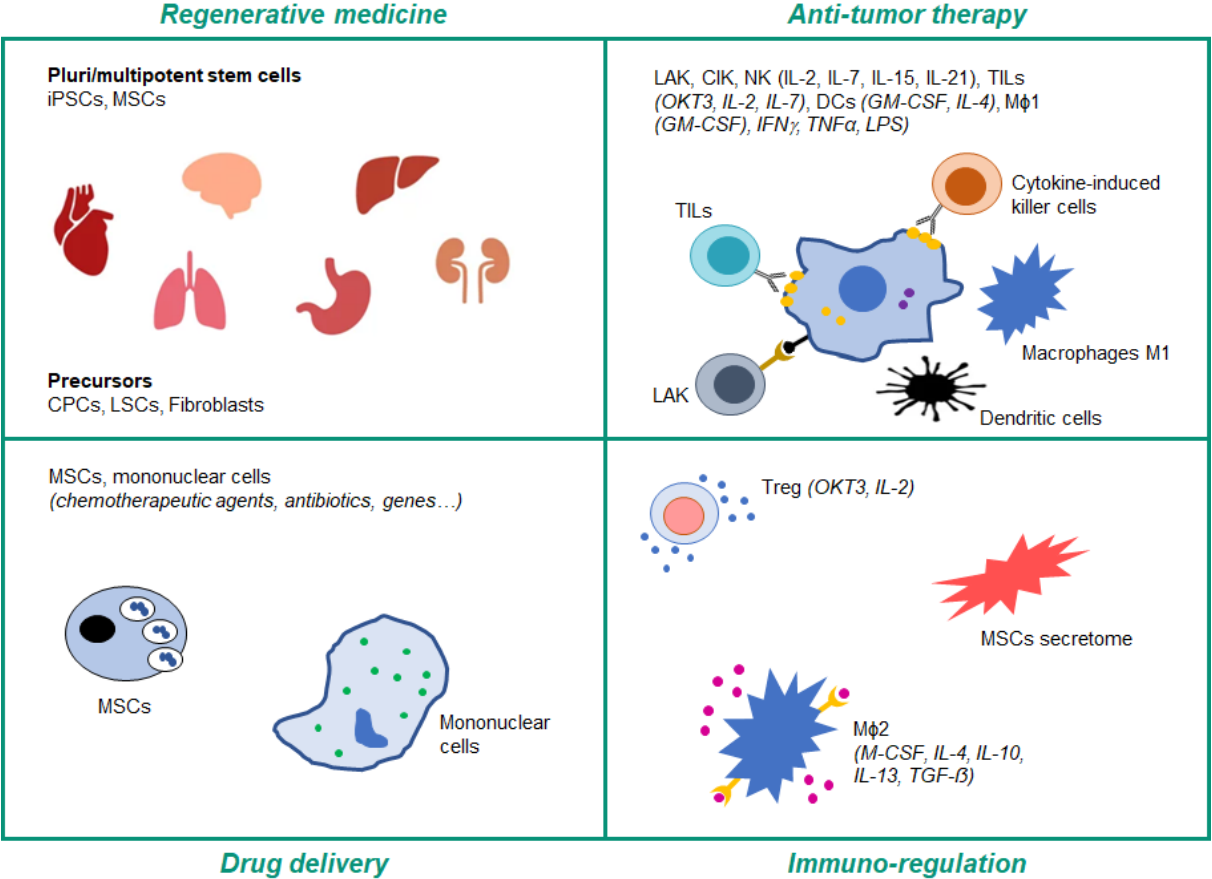 Regenerative medicine
Anti-tumor therapy
Pluri/multipotent stem cells
iPSCs, MSCs
Precursors
CPCs, LSCs, Fibroblasts
LAK, CIK, NK (IL-2, IL-7, IL-15, IL-21), TILs
(OKT3, IL-2, IL-7), DCs (GM-CSF, IL-4), Mϕ1
(GM-CSF), IFNγ, TNFα, LPS)
Cytokine-induced
killer cells
TILs
Macrophages M1
LAK
Dendritic cells
MSCs, mononuclear cells
(chemotherapeutic agents, antibiotics, genes…)
MSCs
Mononuclear
cells
Treg (OKT3, IL-2)
MSCs secretome
Mϕ2
(M-CSF, IL-4, IL-10,
IL-13, TGF-ß)
Drug delivery
Immuno-regulation